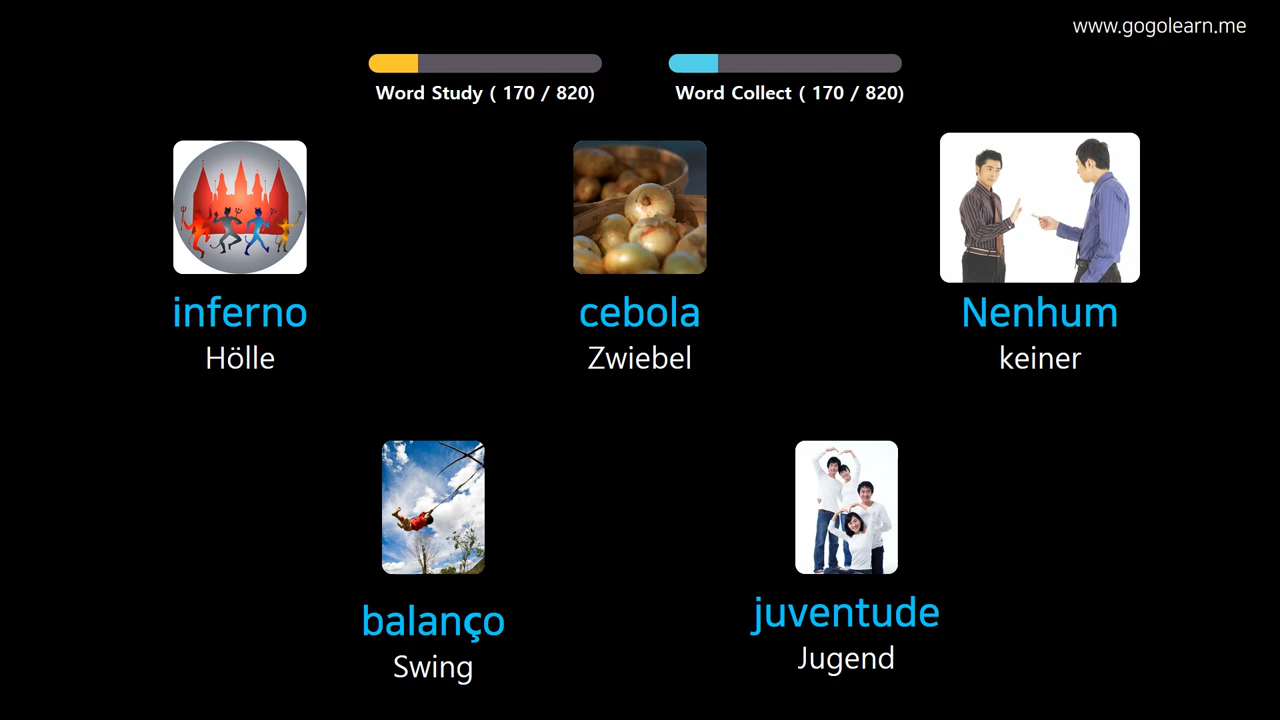 www.gogolearn.me
Word Study ( 170 / 820)
Word Collect ( 170 / 820)
inferno
Hölle
cebola
Zwiebel
Nenhum
keiner
balanço
Swing
juventude
Jugend